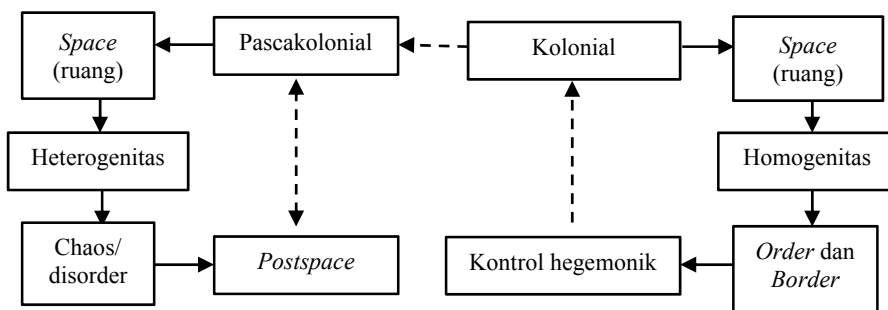 Space
(ruang)
Pascakolonial
Kolonial
Space
(ruang)
Heterogenitas
Homogenitas
Chaos/
disorder
Postspace
Kontrol hegemonik
Order dan
Border